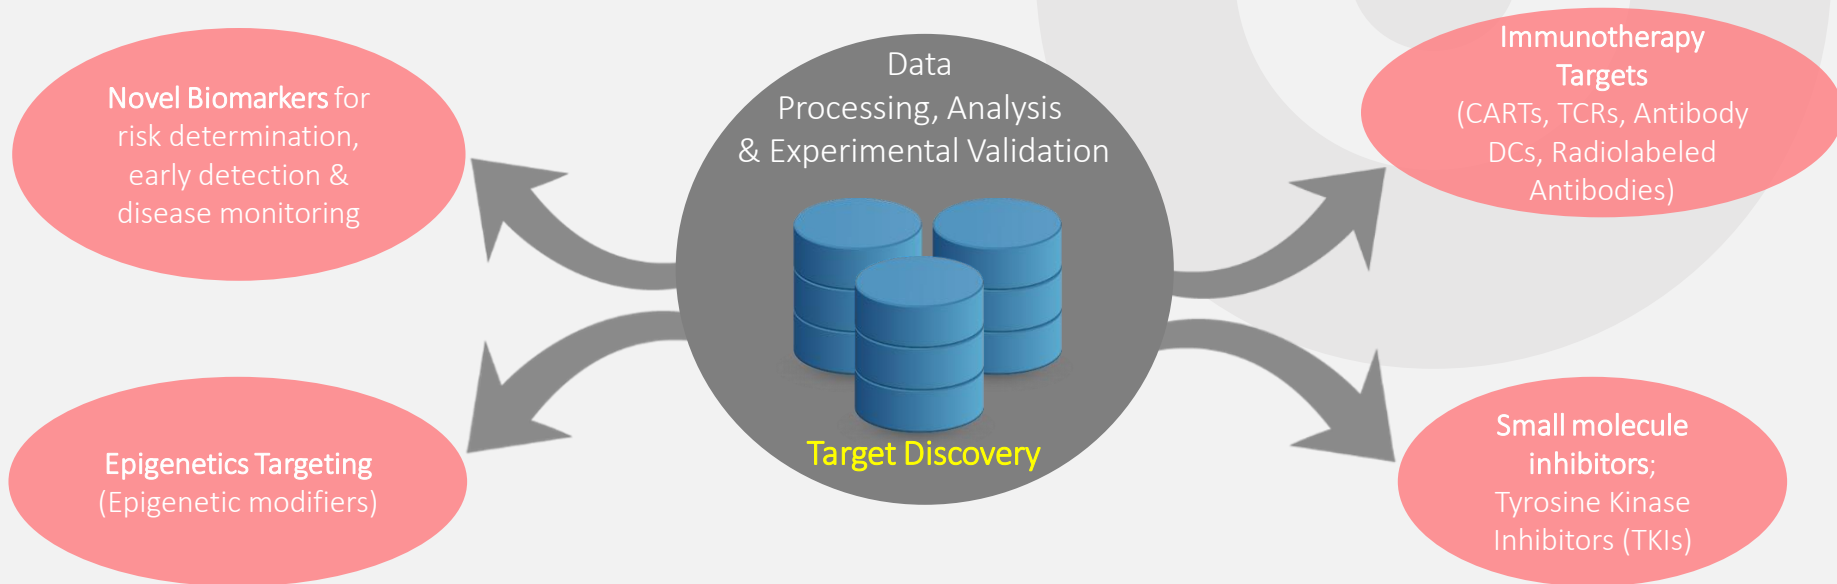 Novel Biomarkers for
risk determination,
early detection &
disease monitoring
Data
Processing, Analysis
& Experimental Validation
Target Discovery
Immunotherapy
Targets
(CARTs, TCRs, Antibody
DCs, Radiolabeled
Antibodies)
Epigenetics Targeting
(Epigenetic modifiers)
Small molecule
inhibitors;
Tyrosine Kinase
Inhibitors (TKIs)